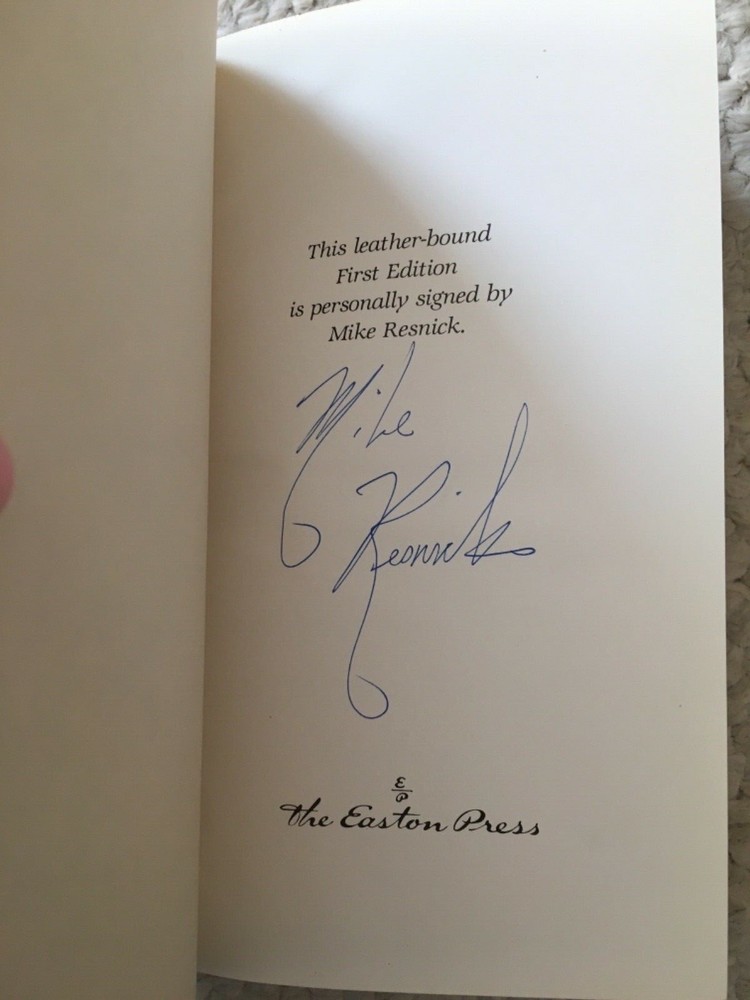 This leather-bound
First Edition
is personally signed by
Mike Resnick.
Mike
Resnick
E
P
the Easton Press